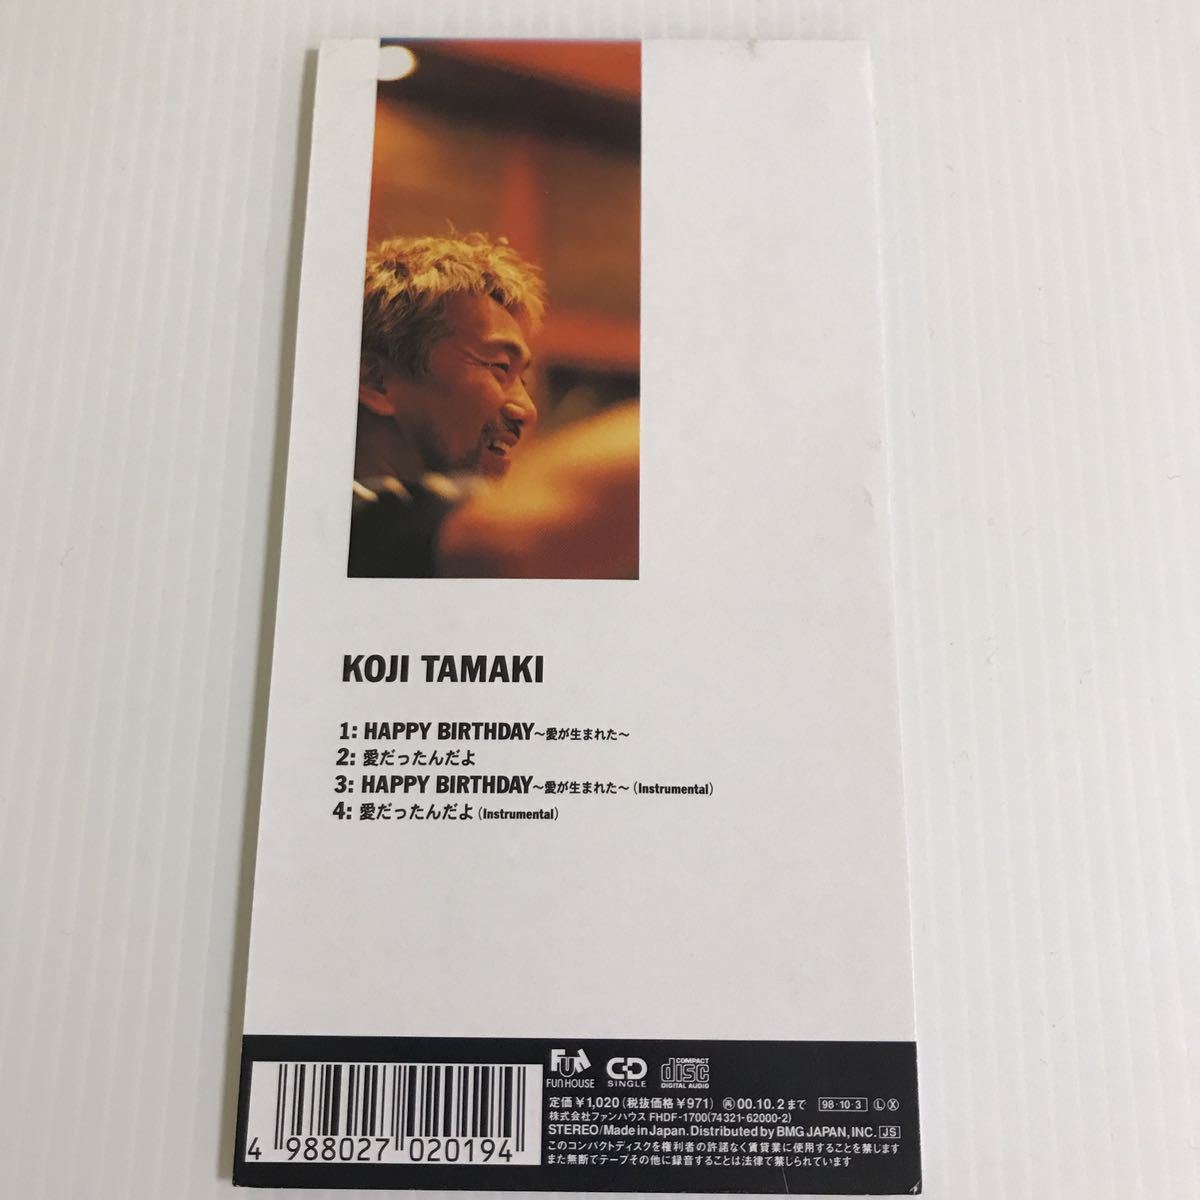 KOJI TAMAKI
1: HAPPY BIRTHDAY〜愛が生まれた〜
2: 愛だったんだよ
3: HAPPY BIRTHDAY〜愛が生まれた〜(Instrumental)
4: 愛だったんだよ(Instrumental)
FUN
FUN HOUSE
CD
SINGLE
COMPACT
disc
DIGITAL AUDIO
定価¥1,020(税抜価格¥971) 再00.10.2まで 98・10・3 Ⓛ Ⓧ
株式会社ファンハウス FHDF-1700(74321-62000-2)
STEREO/Made in Japan. Distributed by BMG JAPAN, INC. JS
このコンパクトディスクを権利者の許諾なく賃貸業に使用することを禁じます
また無断でテープその他に録音することは法律で禁じられています
4 988027 020194